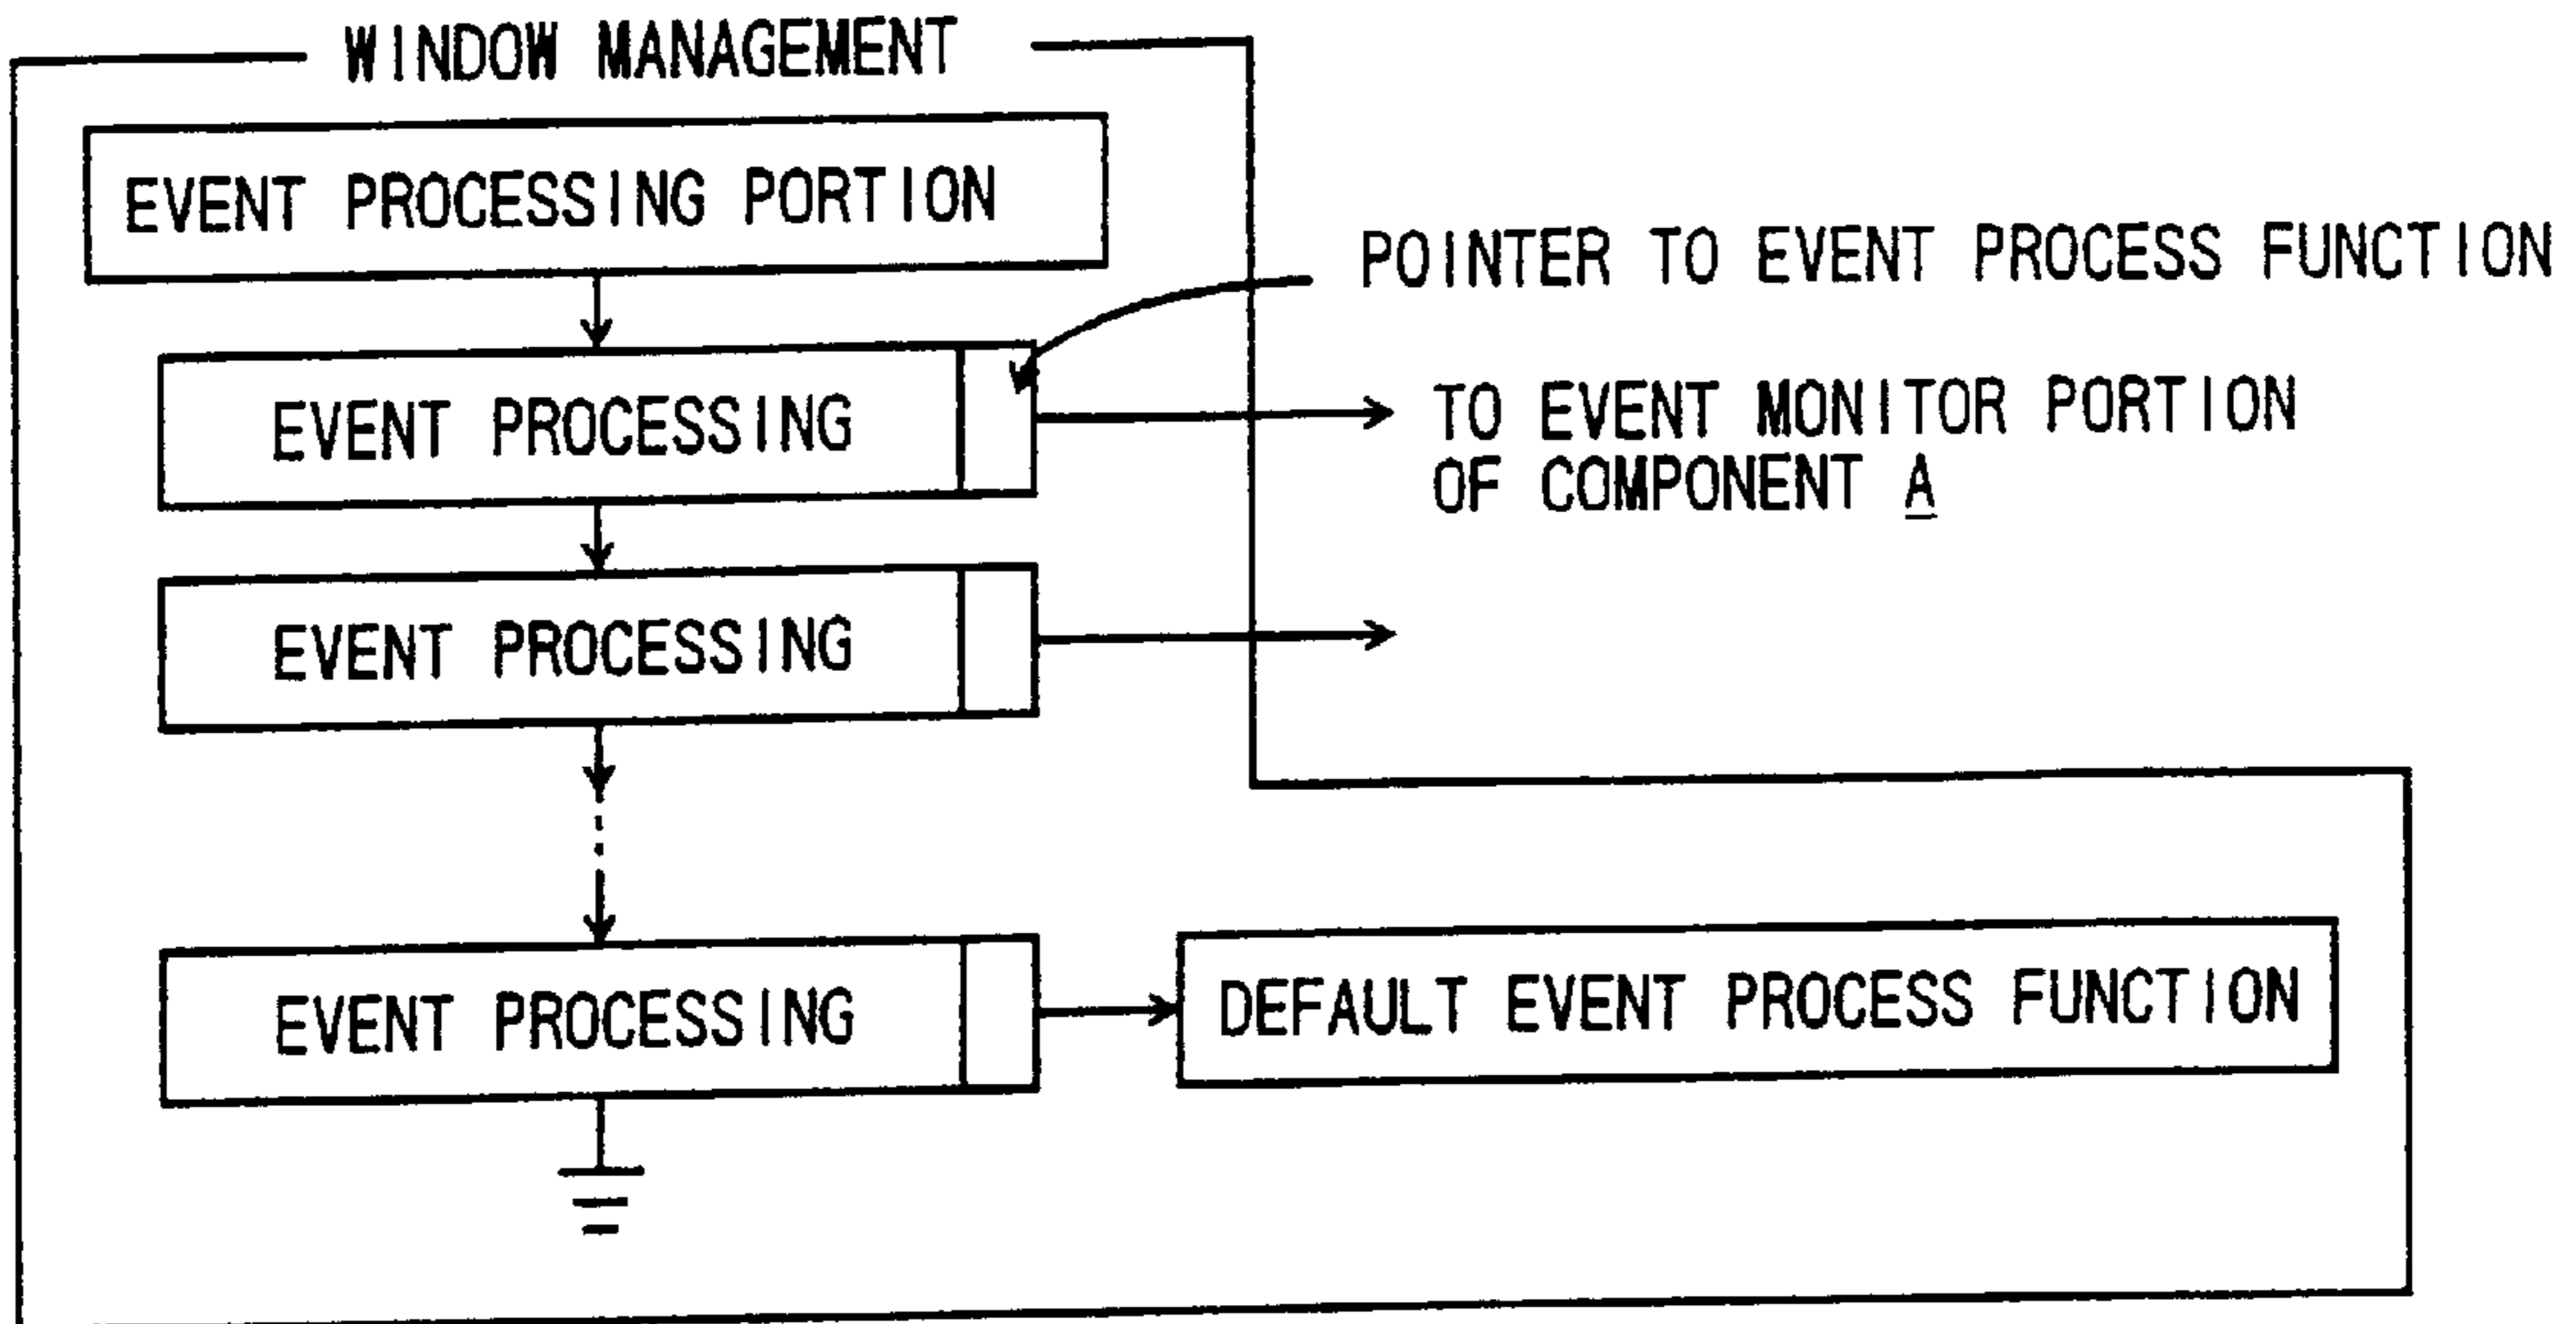 WINDOW MANAGEMENT
EVENT PROCESSING PORTION
POINTER TO EVENT PROCESS FUNCTION
EVENT PROCESSING
TO EVENT MONITOR PORTION
OF COMPONENT A
EVENT PROCESSING
EVENT PROCESSING
DEFAULT EVENT PROCESS FUNCTION